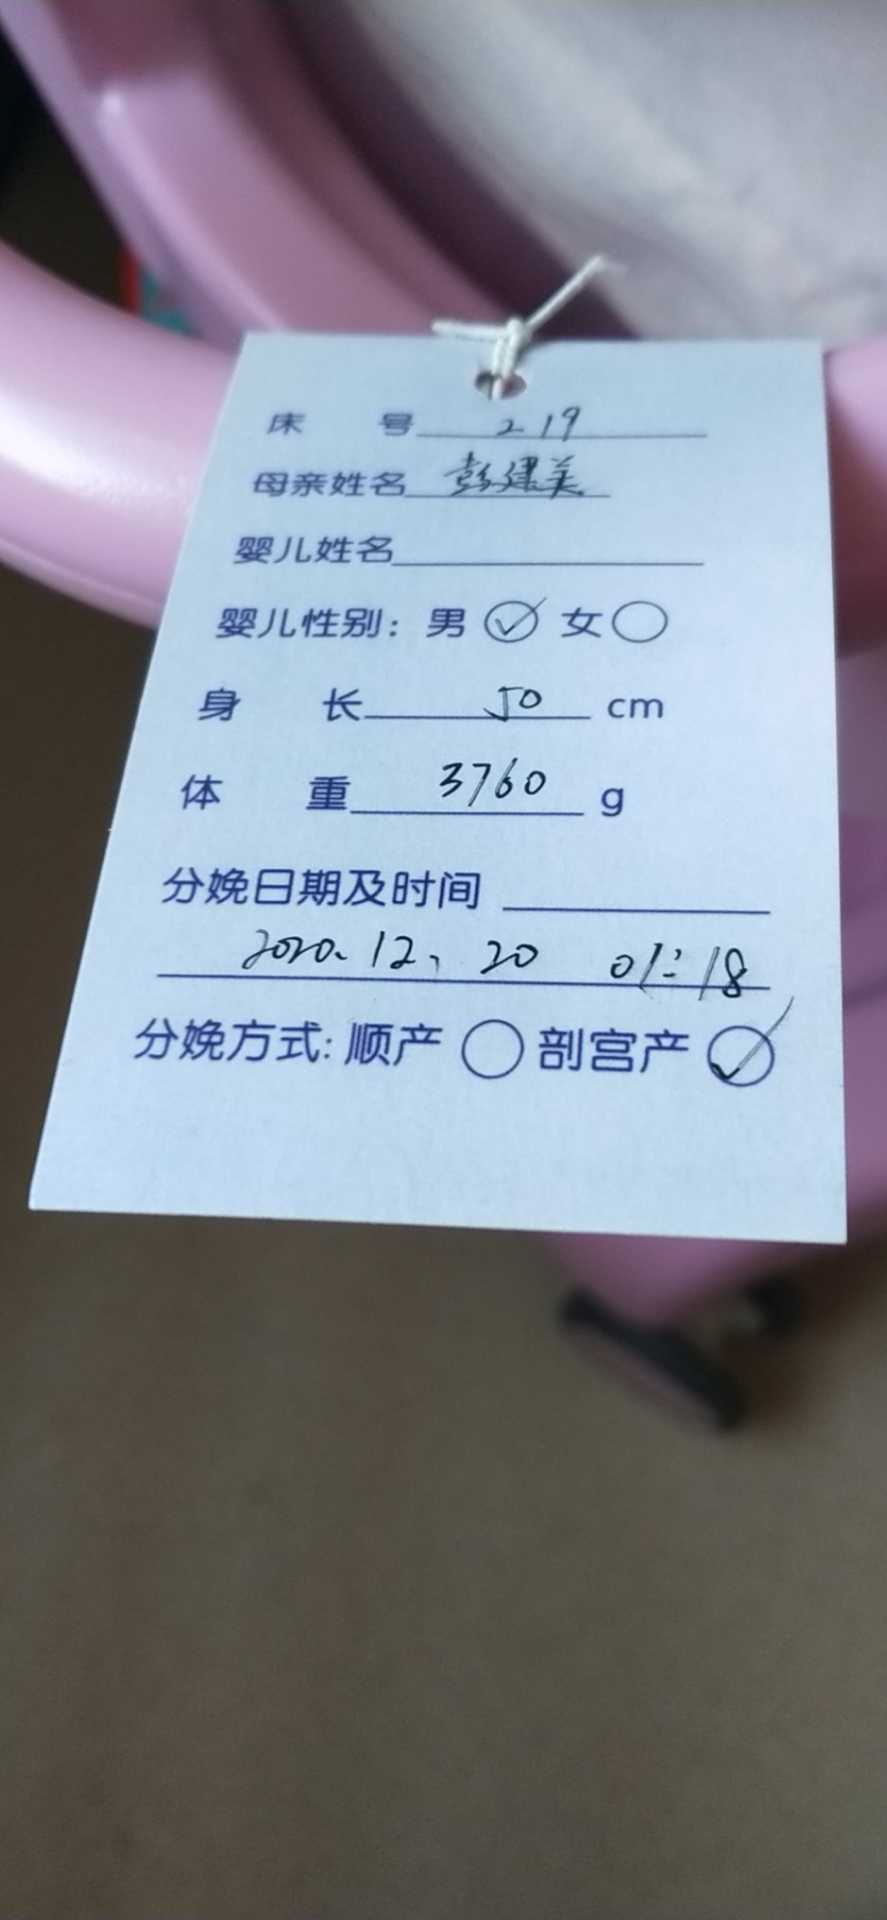 床 号 219
母亲姓名 彭建美
婴儿姓名
婴儿性别: 男 ✓ 女
身 长 50 cm
体 重 3760 g
分娩日期及时间
2020、12、20 01:18
分娩方式: 顺产 剖宫产 ✓